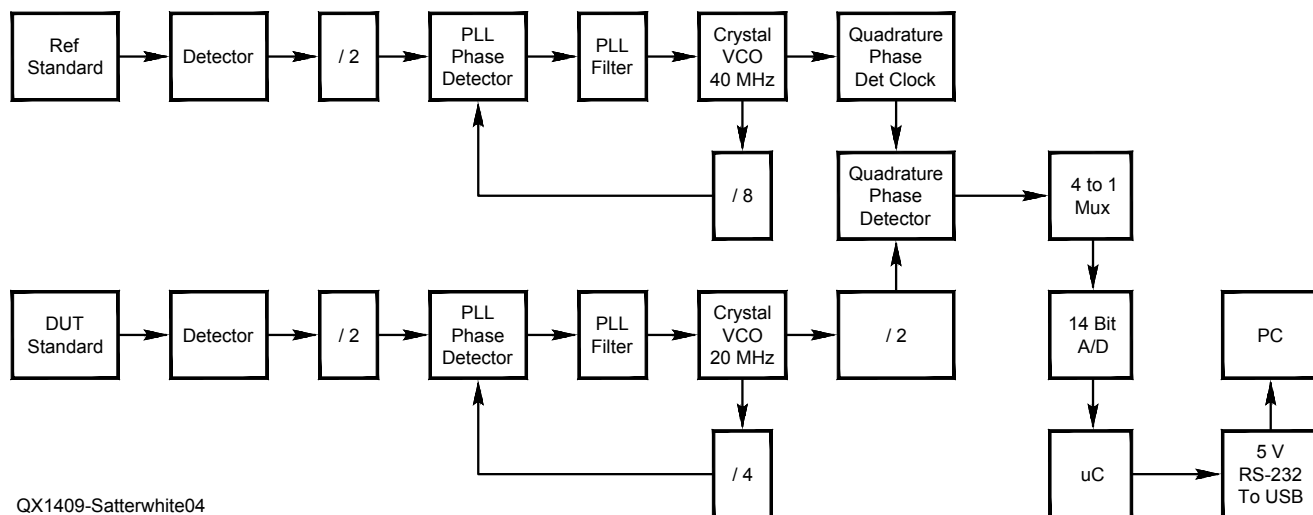 Ref
Standard
Detector
/ 2
PLL
Phase
Detector
PLL
Filter
Crystal
VCO
40 MHz
Quadrature
Phase
Det Clock
/ 8
Quadrature
Phase
Detector
4 to 1
Mux
DUT
Standard
Detector
/ 2
PLL
Phase
Detector
PLL
Filter
Crystal
VCO
20 MHz
/ 2
14 Bit
A/D
PC
/ 4
uC
5 V
RS-232
To USB
QX1409-Satterwhite04